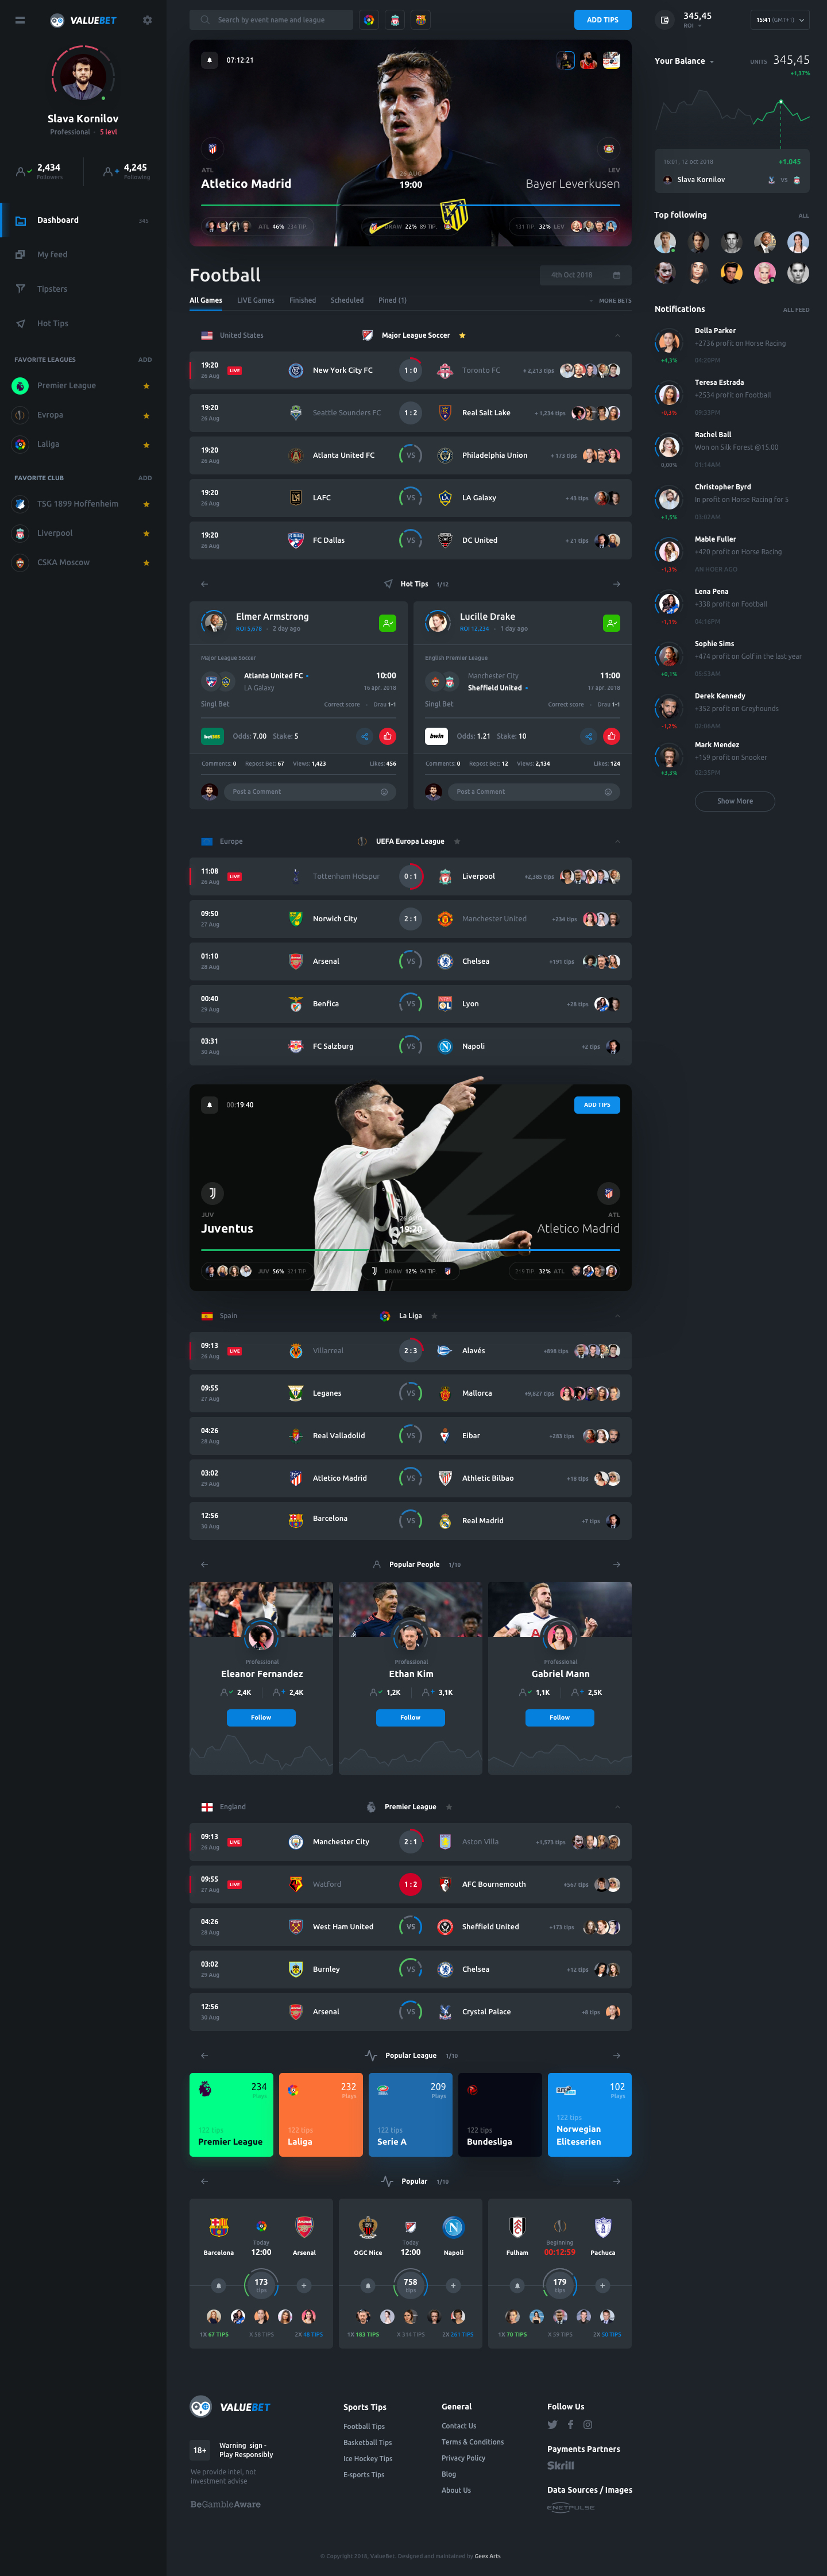 VALUEBET
Slava Kornilov
Professional · 5 levl
2,434
Followers
4,245
Following
Dashboard
345
My feed
Tipsters
Hot Tips
FAVORITE LEAGUES
ADD
Premier League
Evropa
Laliga
FAVORITE CLUB
ADD
TSG 1899 Hoffenheim
Liverpool
CSKA Moscow
Search by event name and league
ADD TIPS
07:12:21
ATL
Atletico Madrid
19:00
LEV
Bayer Leverkusen
ATL 46% 234 TIP.
DRAW 22% 89 TIP.
131 TIP. 32% LEV
Football
4th Oct 2018
All Games
LIVE Games
Finished
Scheduled
Pined (1)
MORE BETS
United States
Major League Soccer
19:20
26 Aug
LIVE
New York City FC
1 : 0
Toronto FC
+ 2,213 tips
19:20
26 Aug
Seattle Sounders FC
1 : 2
Real Salt Lake
+ 1,234 tips
19:20
26 Aug
Atlanta United FC
VS
Philadelphia Union
+ 173 tips
19:20
26 Aug
LAFC
VS
LA Galaxy
+ 43 tips
19:20
26 Aug
FC Dallas
VS
DC United
+ 21 tips
Hot Tips 1/12
Elmer Armstrong
ROI 5,678 · 2 day ago
Major League Soccer
Atlanta United FC
10:00
LA Galaxy
16 apr. 2018
Singl Bet
Correct score · Drau 1-1
bet365
Odds: 7.00 Stake: 5
Comments: 0 Repost Bet: 67 Views: 1,423 Likes: 456
Post a Comment
Lucille Drake
ROI 12,234 · 1 day ago
English Premier League
Manchester City
11:00
Sheffield United
17 apr. 2018
Singl Bet
Correct score · Drau 1-1
bwin
Odds: 1.21 Stake: 10
Comments: 0 Repost Bet: 12 Views: 2,134 Likes: 124
Post a Comment
Europe
UEFA Europa League
11:08
26 Aug
LIVE
Tottenham Hotspur
0 : 1
Liverpool
+2,383 tips
09:50
27 Aug
Norwich City
2 : 1
Manchester United
+234 tips
01:10
28 Aug
Arsenal
VS
Chelsea
+191 tips
00:40
29 Aug
Benfica
VS
Lyon
+28 tips
03:31
30 Aug
FC Salzburg
VS
Napoli
+2 tips
00:19:40
ADD TIPS
JUV
Juventus
19:20
ATL
Atletico Madrid
JUV 56% 321 TIP.
DRAW 12% 94 TIP.
219 TIP. 32% ATL
Spain
La Liga
09:13
26 Aug
LIVE
Villarreal
2 : 3
Alavés
+898 tips
09:55
27 Aug
Leganes
VS
Mallorca
+9,827 tips
04:26
28 Aug
Real Valladolid
VS
Eibar
+283 tips
03:02
29 Aug
Atletico Madrid
VS
Athletic Bilbao
+18 tips
12:56
30 Aug
Barcelona
VS
Real Madrid
+7 tips
Popular People 1/10
Professional
Eleanor Fernandez
2,4K
2,4K
Follow
Professional
Ethan Kim
1,2K
3,1K
Follow
Professional
Gabriel Mann
1,1K
2,5K
Follow
England
Premier League
09:13
26 Aug
LIVE
Manchester City
2 : 1
Aston Villa
+1,573 tips
09:55
27 Aug
LIVE
Watford
1 : 2
AFC Bournemouth
+567 tips
04:26
28 Aug
West Ham United
VS
Sheffield United
+173 tips
03:02
29 Aug
Burnley
VS
Chelsea
+12 tips
12:56
30 Aug
Arsenal
VS
Crystal Palace
+8 tips
Popular League 1/10
234
Plays
122 tips
Premier League
232
Plays
122 tips
Laliga
209
Plays
122 tips
Serie A
122 tips
Bundesliga
102
Plays
122 tips
Norwegian
Eliteserien
Popular 1/10
Today
12:00
Barcelona
Arsenal
173
tips
1X 67 TIPS
X 58 TIPS
2X 48 TIPS
Today
12:00
OGC Nice
Napoli
758
tips
1X 183 TIPS
X 314 TIPS
2X 261 TIPS
Beginning
00:12:59
Fulham
Pachuca
179
tips
1X 70 TIPS
X 59 TIPS
2X 50 TIPS
345,45
ROI
15:41 (GMT+1)
Your Balance
UNITS 345,45
+1,37%
16:01, 12 oct 2018
+1.045
Slava Kornilov
VS
Top following
ALL
Notifications
ALL FEED
Della Parker
+2736 profit on Horse Racing
+4,3%
04:20PM
Teresa Estrada
+2534 profit on Football
-0,3%
09:33PM
Rachel Ball
Won on Silk Forest @15.00
0,00%
01:14AM
Christopher Byrd
In profit on Horse Racing for 5
+1,5%
03:02AM
Mable Fuller
+420 profit on Horse Racing
-1,3%
AN HOER AGO
Lena Pena
+338 profit on Football
-1,1%
04:16PM
Sophie Sims
+474 profit on Golf in the last year
+0,1%
05:53AM
Derek Kennedy
+352 profit on Greyhounds
-1,2%
02:06AM
Mark Mendez
+159 profit on Snooker
+3,3%
02:30PM
Show More
VALUEBET
18+
Warning sign -
Play Responsibly
We provide intel, not
investment advise
BeGambleAware
Sports Tips
Football Tips
Basketball Tips
Ice Hockey Tips
E-sports Tips
General
Contact Us
Terms & Conditions
Privacy Policy
Blog
About Us
Follow Us
Payments Partners
Skrill
Data Sources / Images
ENETPULSE
© Copyright 2018, ValueBet. Designed and maintained by Geex Arts